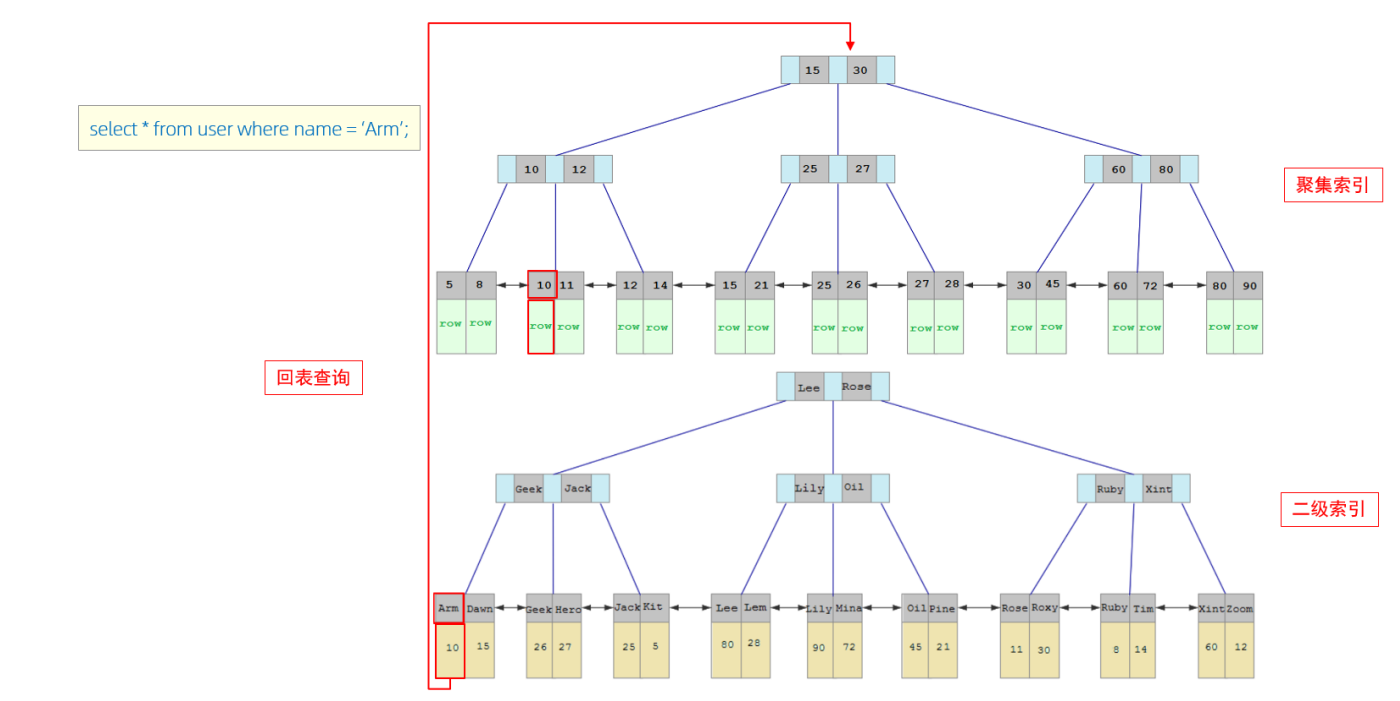 select * from user where name = ‘Arm’;
15 30
10 12
25 27
60 80
聚集索引
5 8
10 11
12 14
15 21
25 26
27 28
30 45
60 72
80 90
row row
row row
row row
row row
row row
row row
row row
row row
row row
回表查询
Lee Rose
Geek Jack
Lily Oil
Ruby Xint
二级索引
Arm Dawn
Geek Hero
Jack Kit
Lee Lem
Lily Mina
Oil Pine
Rose Roxy
Ruby Tim
Xint Zoom
10 15
26 27
25 5
80 28
90 72
45 21
11 30
8 14
60 12